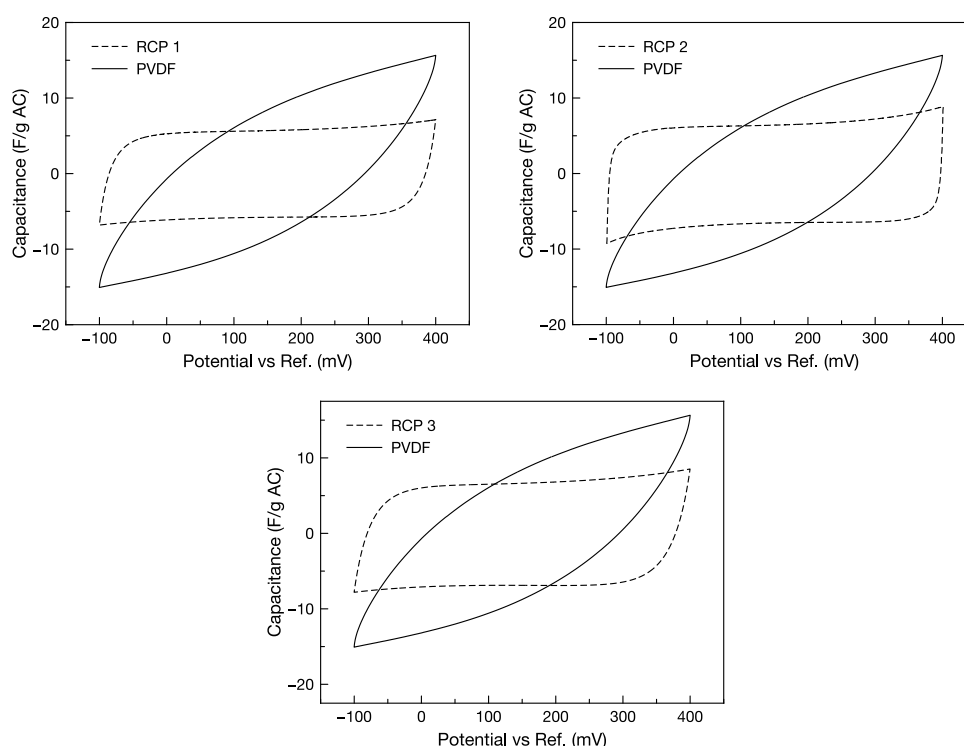 20
10
0
−10
−20
Capacitance (F/g AC)
RCP 1
PVDF
−100 0 100 200 300 400
Potential vs Ref. (mV)
20
10
0
−10
−20
Capacitance (F/g AC)
RCP 2
PVDF
−100 0 100 200 300 400
Potential vs Ref. (mV)
10
0
−10
−20
Capacitance (F/g AC)
RCP 3
PVDF
−100 0 100 200 300 400
Potential vs Ref. (mV)